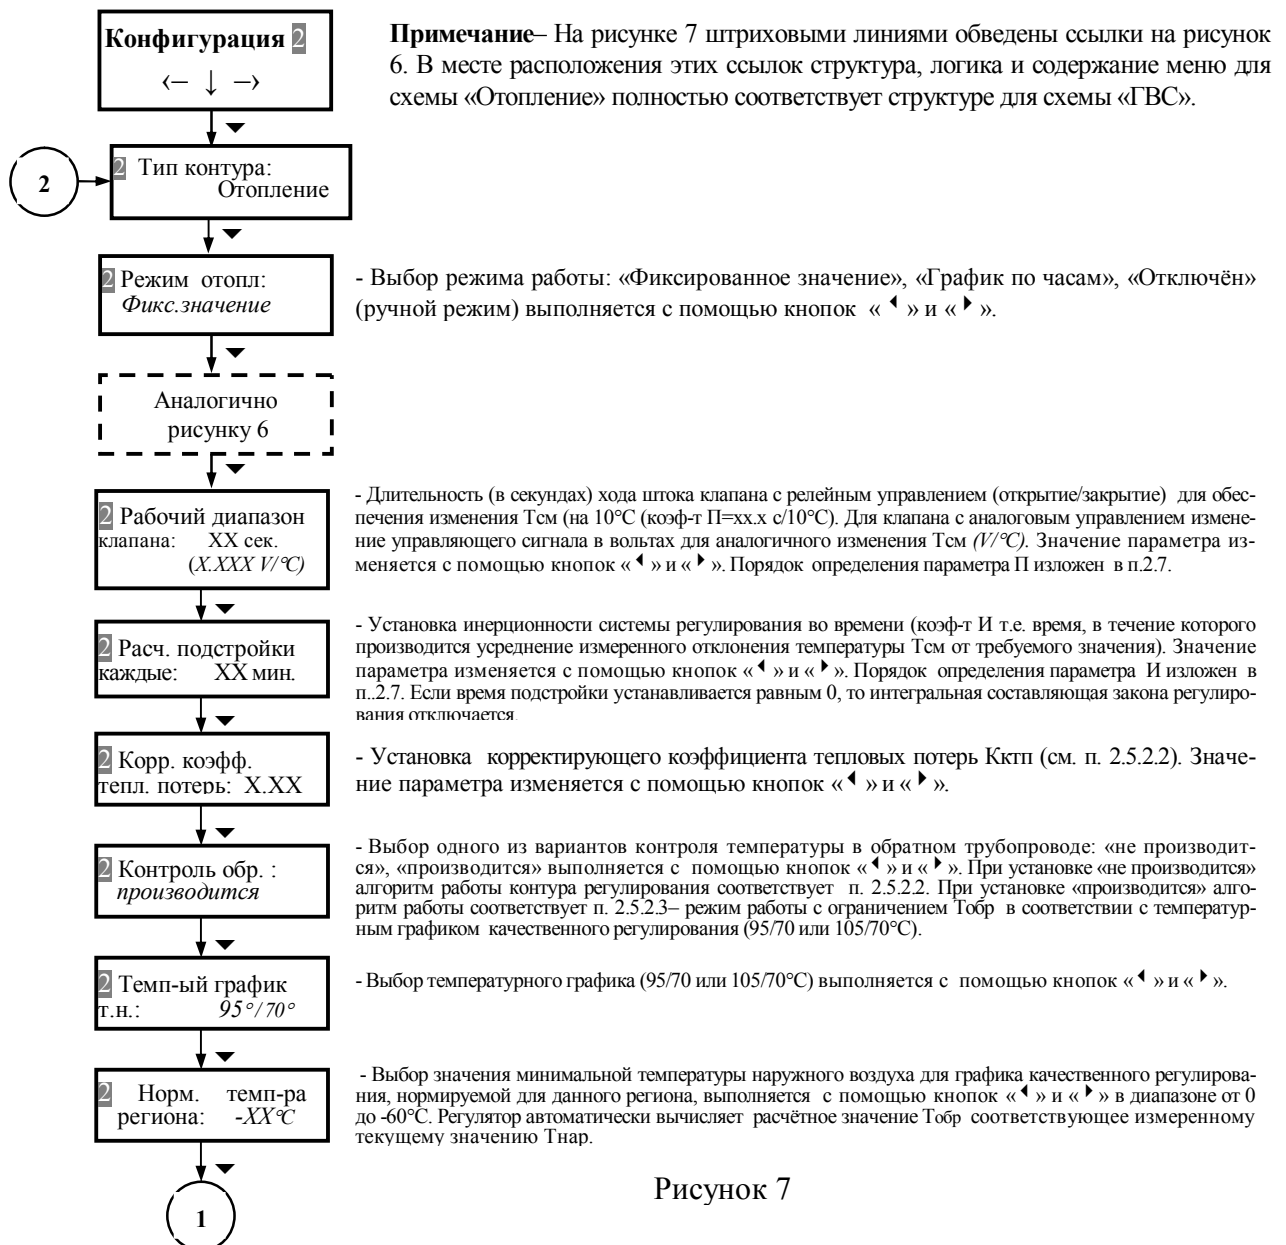 Конфигурация 2
‹– ↓ –›
Примечание– На рисунке 7 штриховыми линиями обведены ссылки на рисунок
6. В месте расположения этих ссылок структура, логика и содержание меню для
схемы «Отопление» полностью соответствует структуре для схемы «ГВС».
2
2 Тип контура:
Отопление
2 Режим отопл:
Фикс.значение
- Выбор режима работы: «Фиксированное значение», «График по часам», «Отключён»
(ручной режим) выполняется с помощью кнопок «◄» и «►».
Аналогично
рисунку 6
2 Рабочий диапазон
клапана: XX сек.
(X.XXX V/°C)
- Длительность (в секундах) хода штока клапана с релейным управлением (открытие/закрытие) для обес-
печения изменения Тсм (на 10°С (коэф-т П=xx.x с/10°С). Для клапана с аналоговым управлением измене-
ние управляющего сигнала в вольтах для аналогичного изменения Тсм (V/°C). Значение параметра из-
меняется с помощью кнопок «◄» и «►». Порядок определения параметра П изложен в п.2.7.
2 Расч. подстройки
каждые: XX мин.
- Установка инерционности системы регулирования во времени (коэф-т И т.е. время, в течение которого
производится усреднение измеренного отклонения температуры Тсм от требуемого значения). Значение
параметра изменяется с помощью кнопок «◄» и «►». Порядок определения параметра И изложен в
п..2.7. Если время подстройки устанавливается равным 0, то интегральная составляющая закона регулиро-
вания отключается.
2 Корр. коэфф.
тепл. потерь: X.XX
- Установка корректирующего коэффициента тепловых потерь Кктп (см. п. 2.5.2.2). Значе-
ние параметра изменяется с помощью кнопок «◄» и «►».
2 Контроль обр. :
производится
- Выбор одного из вариантов контроля температуры в обратном трубопроводе: «не производит-
ся», «производится» выполняется с помощью кнопок «◄» и «►». При установке «не производится»
алгоритм работы контура регулирования соответствует п. 2.5.2.2. При установке «производится» алго-
ритм работы соответствует п. 2.5.2.3– режим работы с ограничением Тобр в соответствии с температур-
ным графиком качественного регулирования (95/70 или 105/70°С).
2 Темп-ый график
т.н.: 95°/70°
- Выбор температурного графика (95/70 или 105/70°С) выполняется с помощью кнопок «◄» и «►».
2 Норм. темп-ра
региона: -XX°C
- Выбор значения минимальной температуры наружного воздуха для графика качественного регулирова-
ния, нормируемой для данного региона, выполняется с помощью кнопок «◄» и «►» в диапазоне от 0
до -60°С. Регулятор автоматически вычисляет расчётное значение Тобр соответствующее измеренному
текущему значению Тнар.
1
Рисунок 7